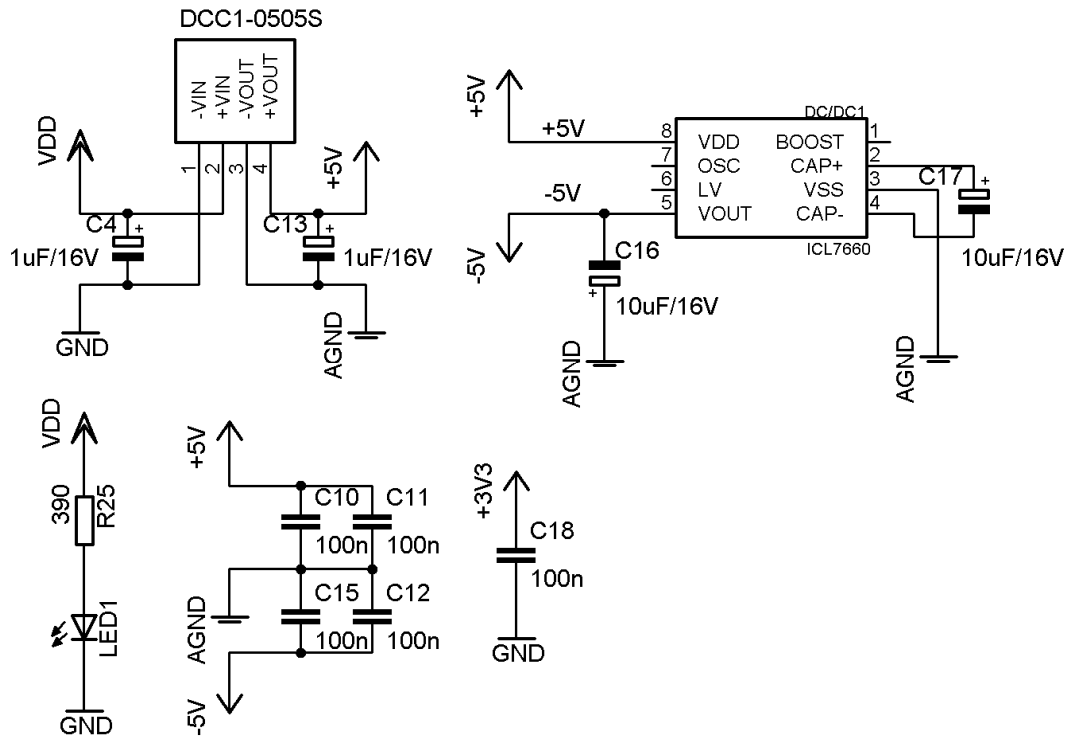 DCC1-0505S
-VIN
+VIN
-VOUT
+VOUT
1
2
3
4
VDD
+5V
C4
+
1uF/16V
C13
+
1uF/16V
GND
AGND
+5V
+5V
-5V
-5V
DC/DC1
8
VDD
BOOST
1
7
OSC
CAP+
2
6
LV
VSS
3
5
VOUT
CAP-
4
ICL7660
C17
+
10uF/16V
C16
+
10uF/16V
AGND
AGND
VDD
390
R25
LED1
GND
+5V
C10
100n
C11
100n
AGND
C15
100n
C12
100n
-5V
+3V3
C18
100n
GND